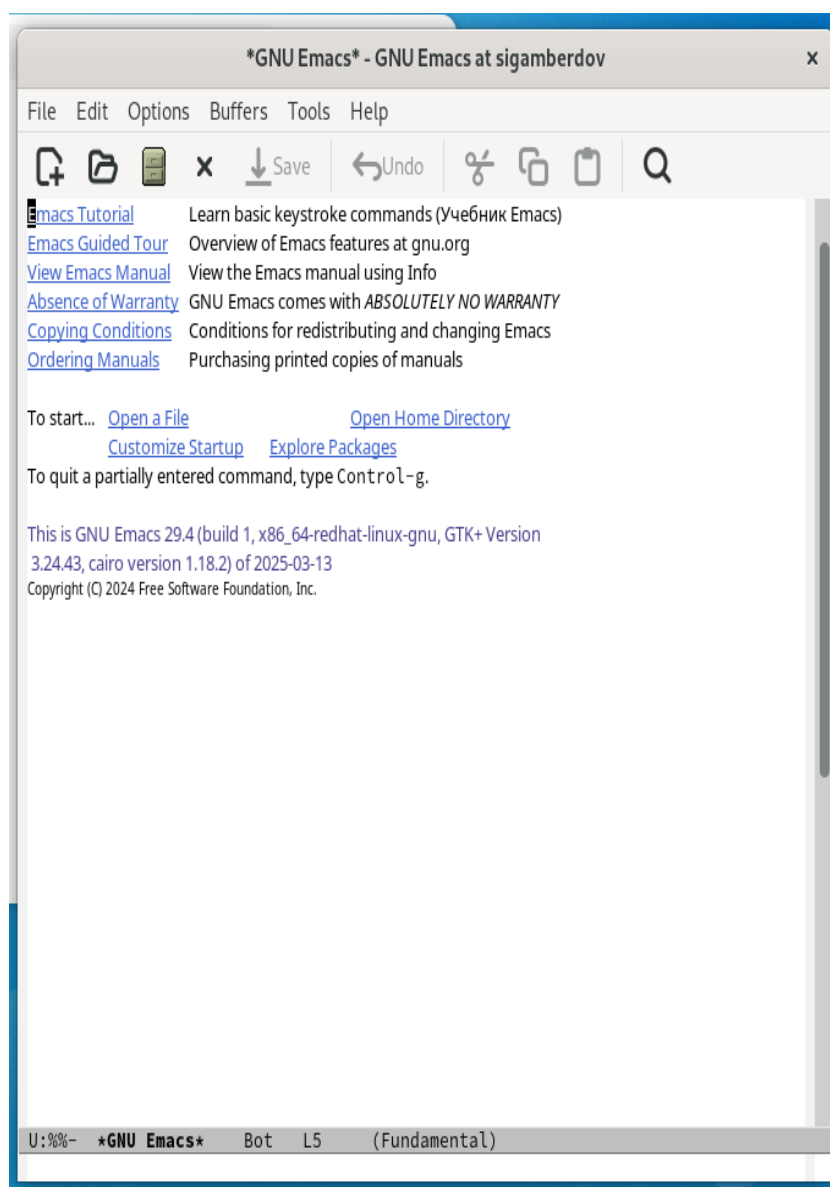 *GNU Emacs* - GNU Emacs at sigamberdov
File Edit Options Buffers Tools Help
Save Undo
Emacs Tutorial Learn basic keystroke commands (Учебник Emacs)
Emacs Guided Tour Overview of Emacs features at gnu.org
View Emacs Manual View the Emacs manual using Info
Absence of Warranty GNU Emacs comes with ABSOLUTELY NO WARRANTY
Copying Conditions Conditions for redistributing and changing Emacs
Ordering Manuals Purchasing printed copies of manuals
To start... Open a File Open Home Directory
Customize Startup Explore Packages
To quit a partially entered command, type Control-g.
This is GNU Emacs 29.4 (build 1, x86_64-redhat-linux-gnu, GTK+ Version
3.24.43, cairo version 1.18.2) of 2025-03-13
Copyright (C) 2024 Free Software Foundation, Inc.
U:%%- *GNU Emacs* Bot L5 (Fundamental)